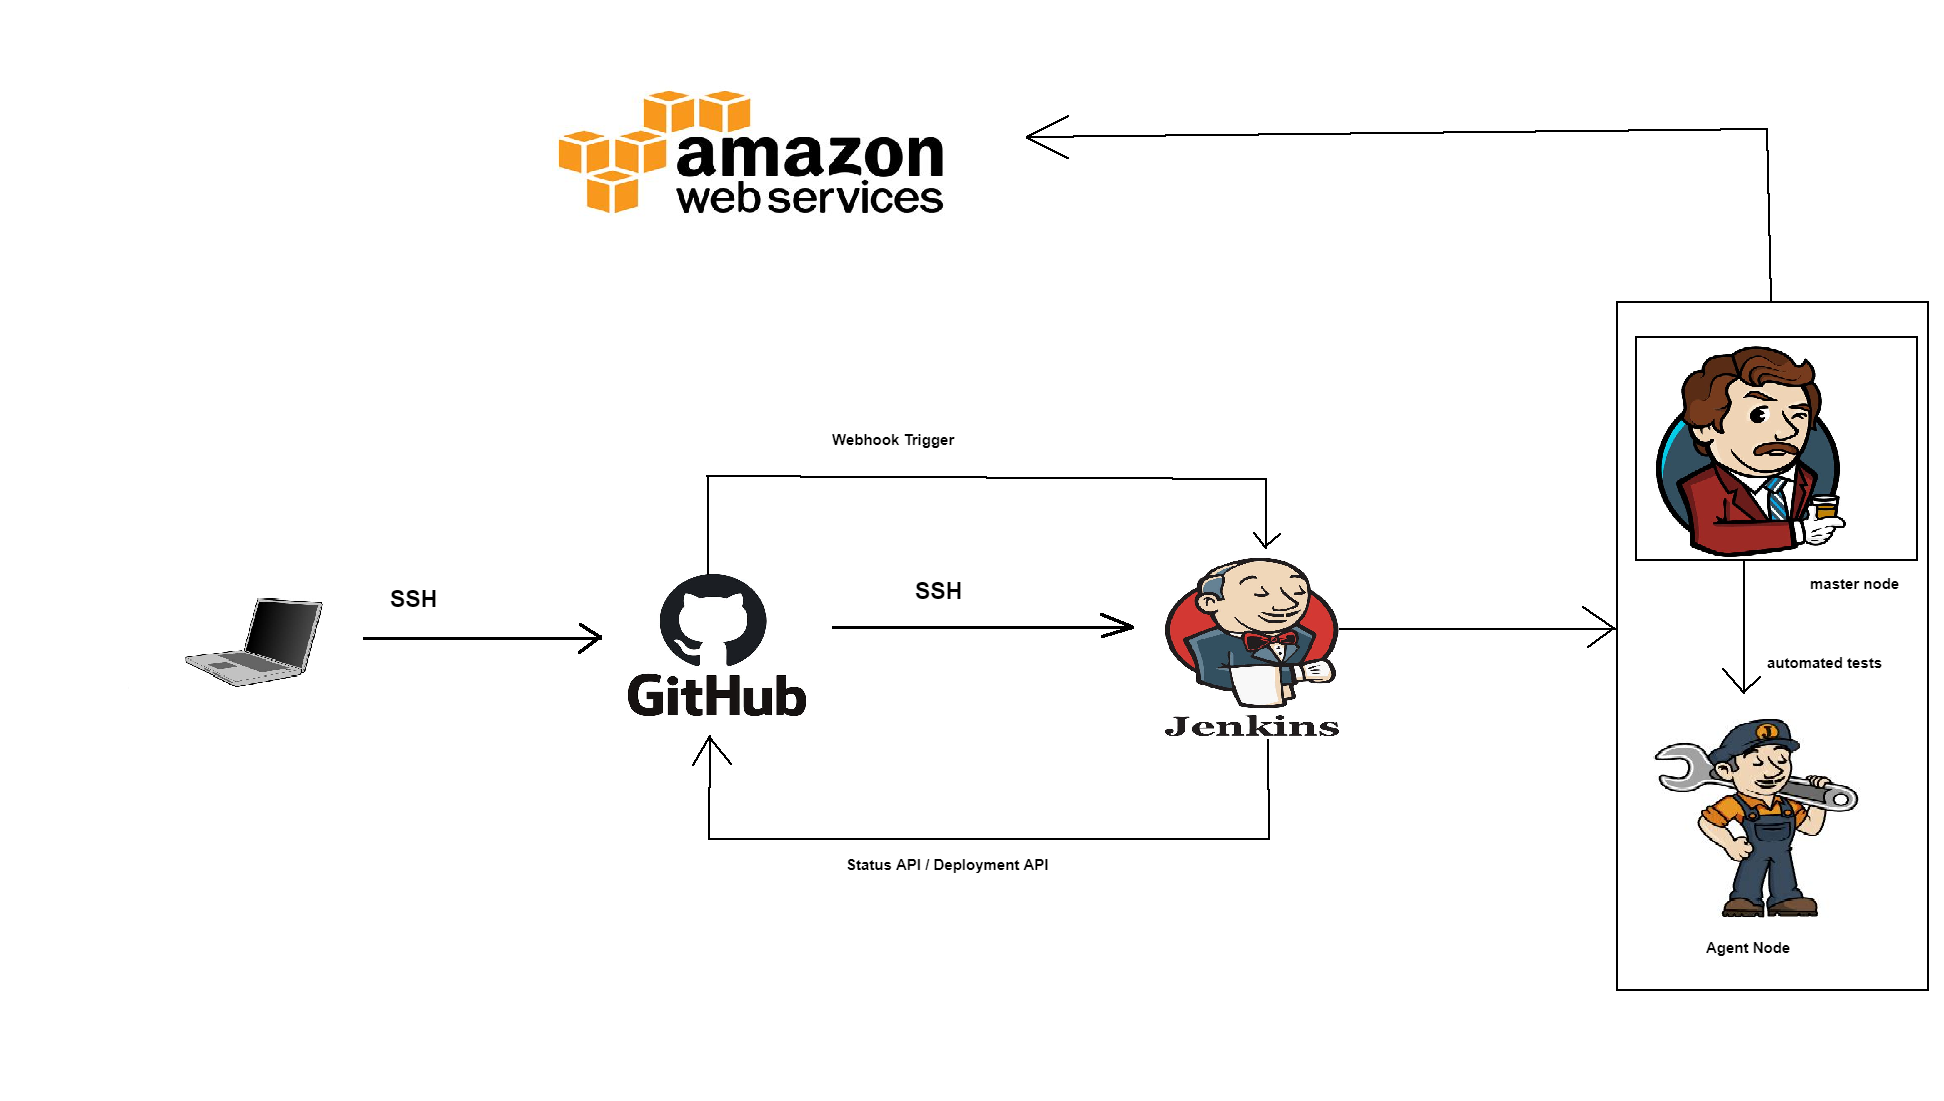 amazon
web services
Webhook Trigger
SSH
SSH
GitHub
Jenkins
Status API / Deployment API
master node
automated tests
J
Agent Node